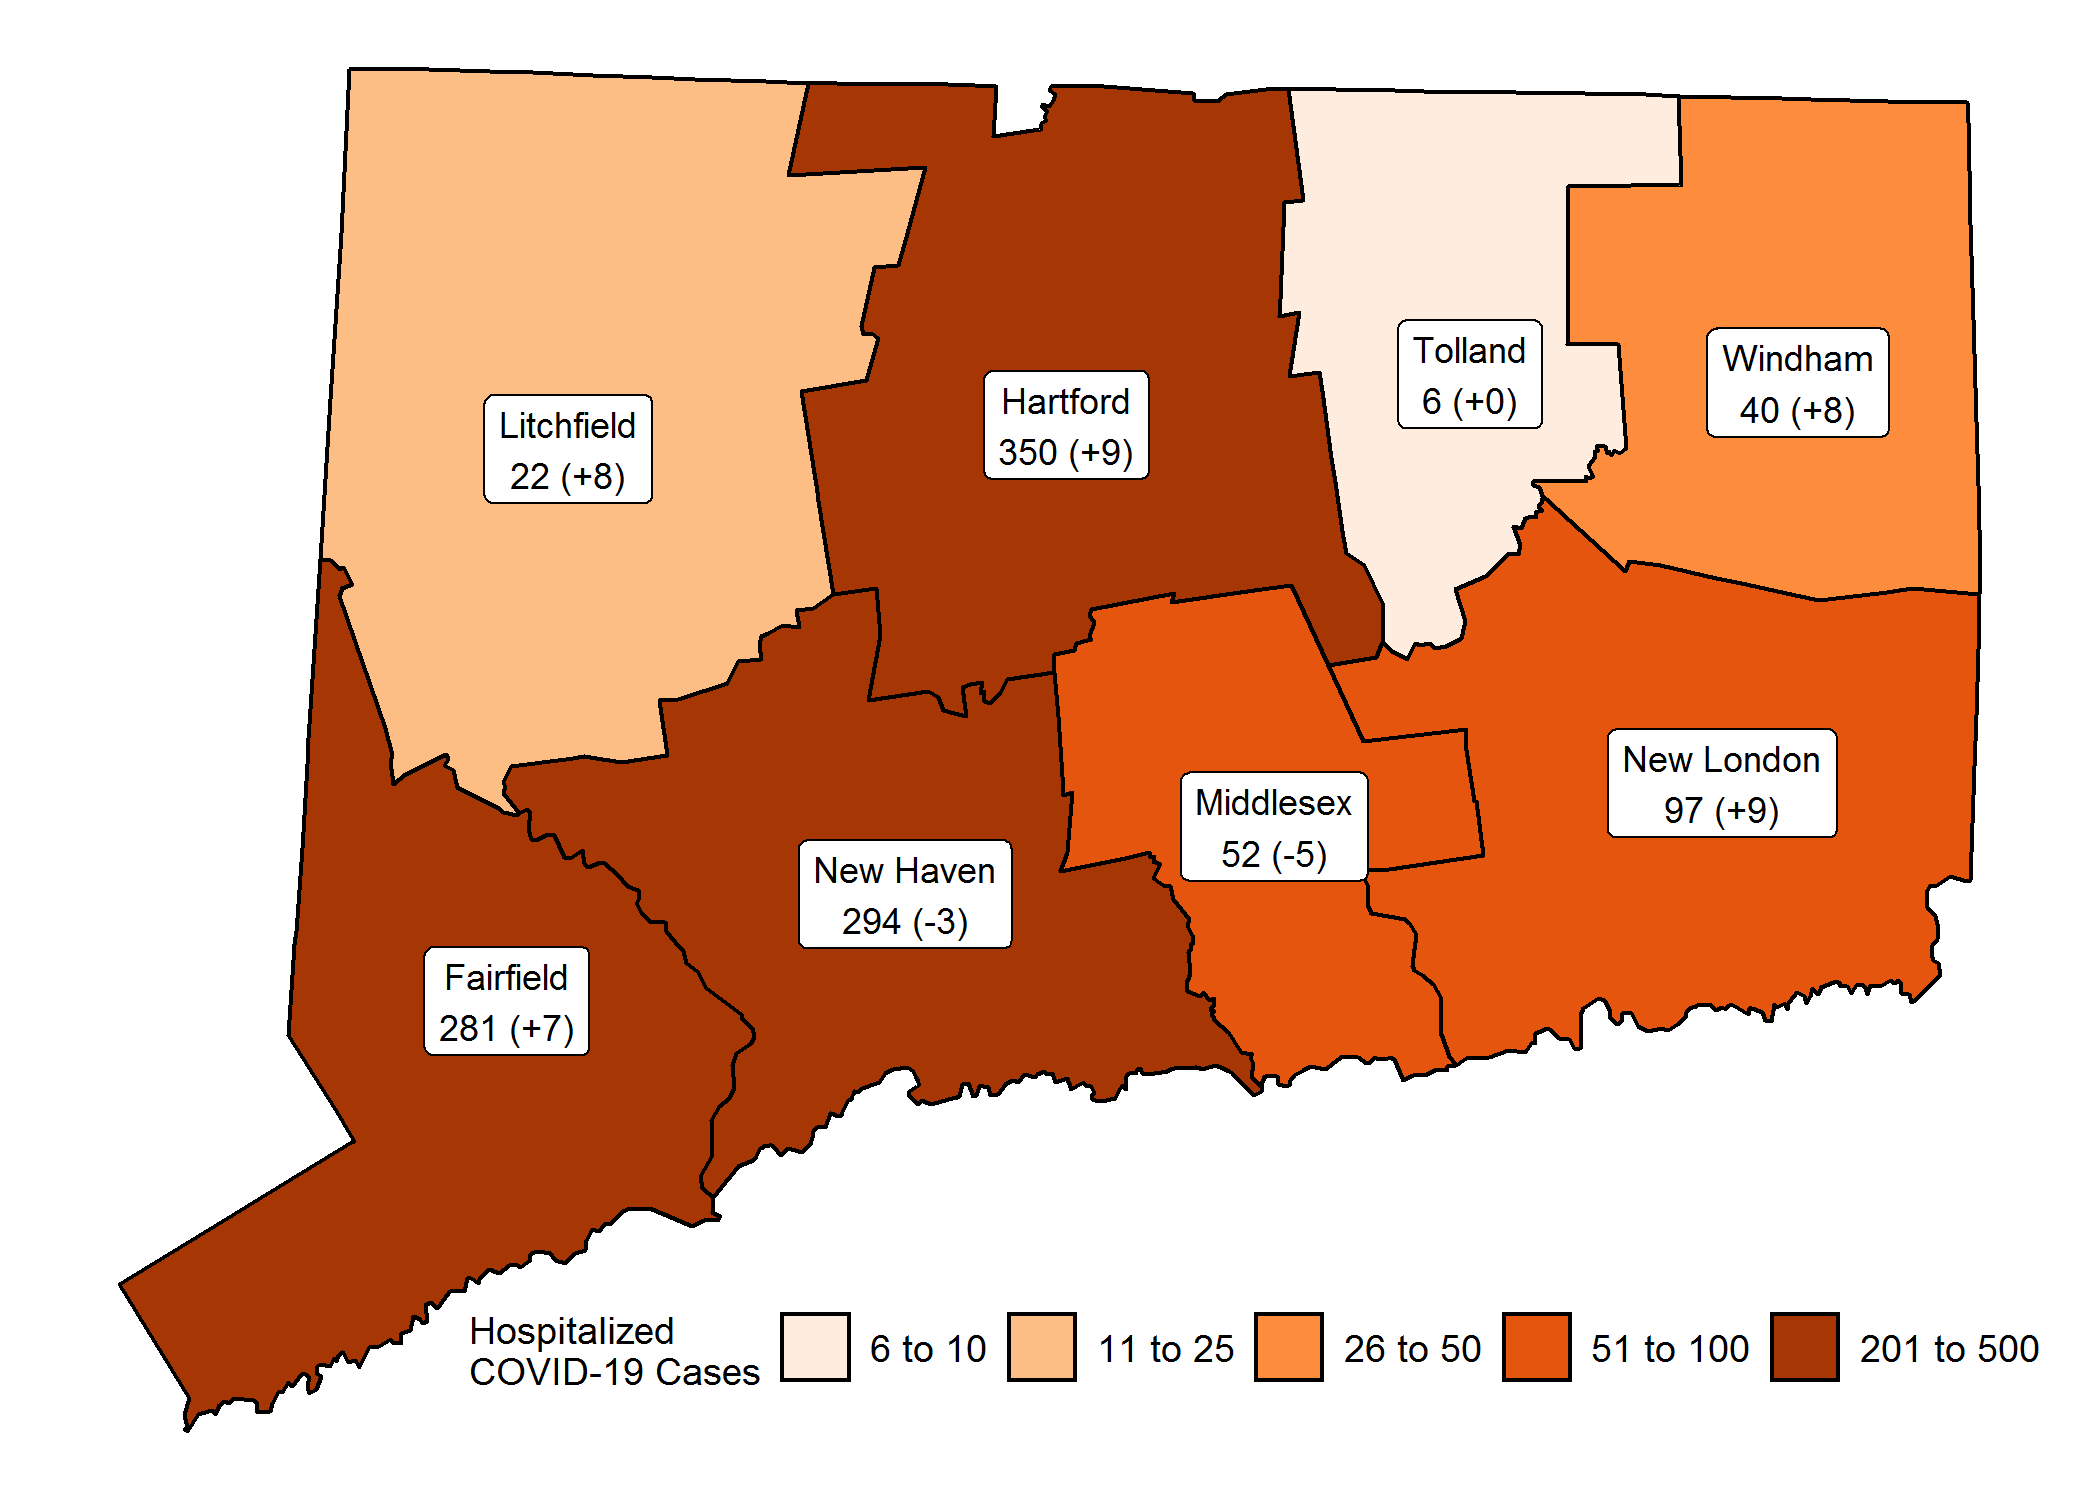 Tolland
6 (+0)
Windham
40 (+8)
Hartford
350 (+9)
Litchfield
22 (+8)
New London
97 (+9)
Middlesex
52 (-5)
New Haven
294 (-3)
Fairfield
281 (+7)
Hospitalized
COVID-19 Cases
6 to 10
11 to 25
26 to 50
51 to 100
201 to 500